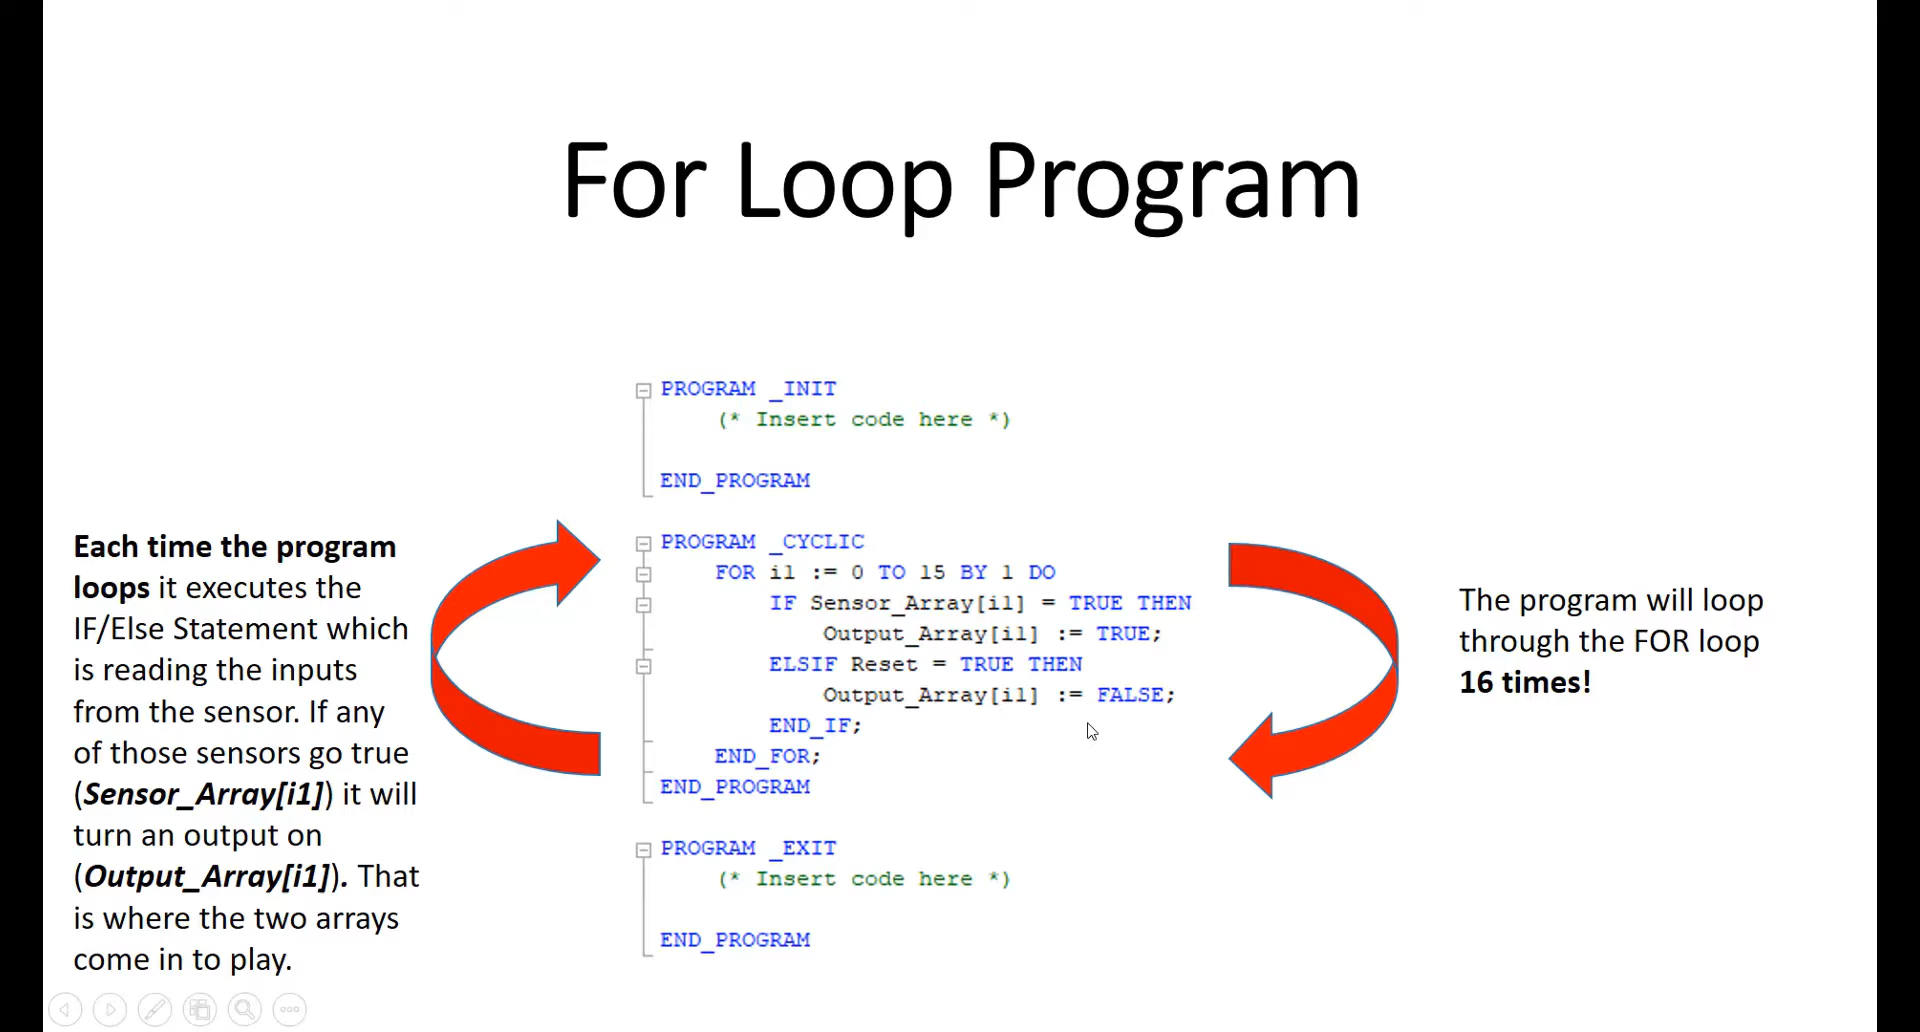 For Loop Program
PROGRAM _INIT
(* Insert code here *)
END_PROGRAM
Each time the program
loops it executes the
IF/Else Statement which
is reading the inputs
from the sensor. If any
of those sensors go true
(Sensor_Array[i1]) it will
turn an output on
(Output_Array[i1]). That
is where the two arrays
come in to play.
PROGRAM _CYCLIC
FOR i1 := 0 TO 15 BY 1 DO
IF Sensor_Array[i1] = TRUE THEN
Output_Array[i1] := TRUE;
ELSIF Reset = TRUE THEN
Output_Array[i1] := FALSE;
END_IF;
END_FOR;
END_PROGRAM
The program will loop
through the FOR loop
16 times!
PROGRAM _EXIT
(* Insert code here *)
END_PROGRAM